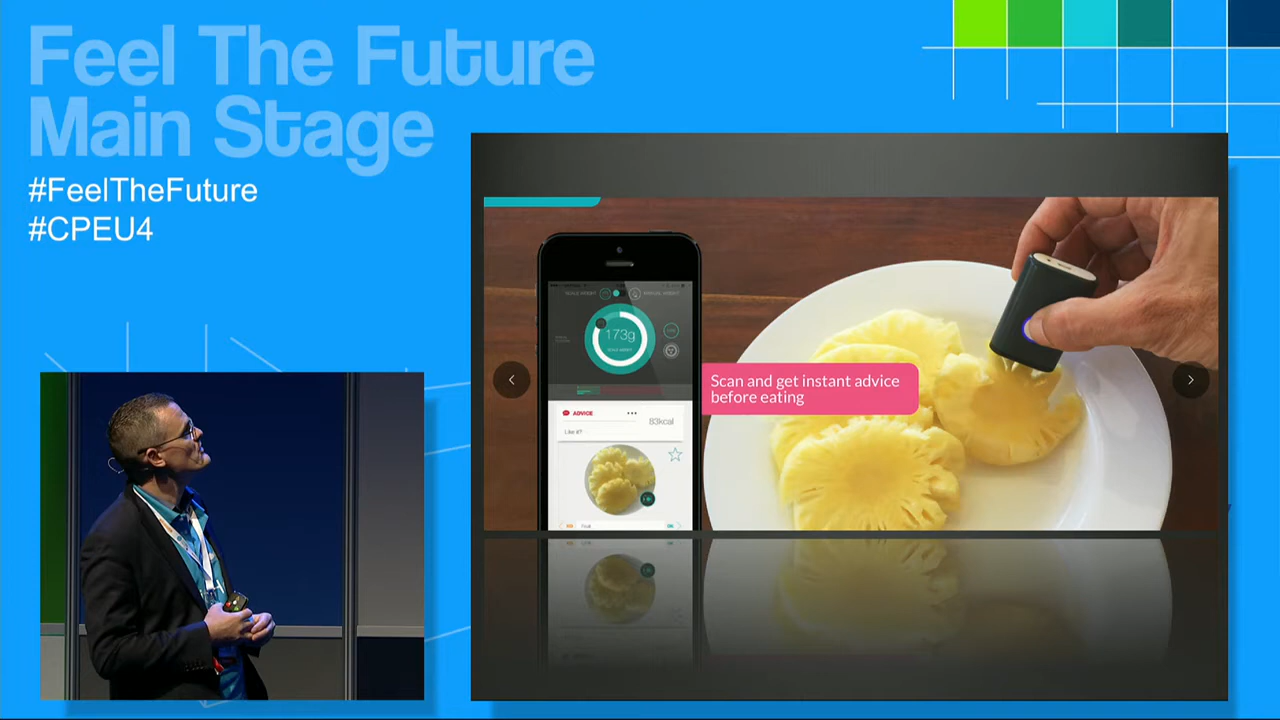 Feel The Future
Main Stage
#FeelTheFuture
#CPEU4
173g
Scan and get instant advice
before eating
ADVICE
83kcal
Like it?
Fruit